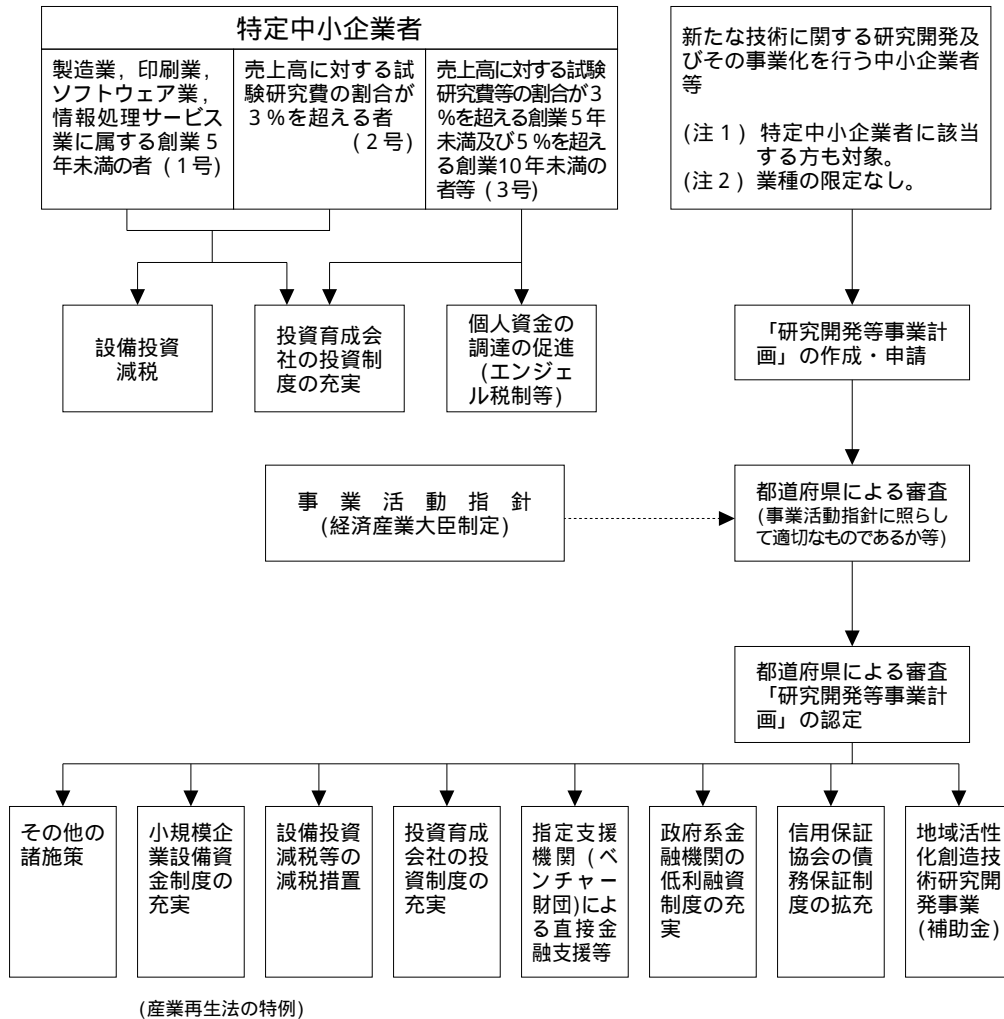 特定中小企業者
製造業，印刷業，
ソフトウェア業，
情報処理サービス
業に属する創業５
年未満の者（１号）
売上高に対する試
験研究費の割合が
３％を超える者
（２号）
売上高に対する試験
研究費等の割合が３
％を超える創業５年
未満及び５％を超え
る創業10年未満の
者等（３号）
新たな技術に関する研究開発及
びその事業化を行う中小企業者
等
（注１）特定中小企業者に該当
する方も対象。
（注２）業種の限定なし。
設備投資
減税
投資育成会
社の投資制
度の充実
個人資金の
調達の促進
（エンジェ
ル税制等）
「研究開発等事業計
画」の作成・申請
事業活動指針
（経済産業大臣制定）
都道府県による審査
（事業活動指針に照らし
て適切なものであるか等）
都道府県による審査
「研究開発等事業計
画」の認定
その他の
諸施策
小規模企
業設備資
金制度の
充実
設備投資
減税等の
減税措置
投資育成
会社の投
資制度の
充実
指定支援
機関（ベ
ンチャー
財団）によ
る直接金
融支援等
政府系金
融機関の
低利融資
制度の充
実
信用保証
協会の債
務保証制
度の拡充
地域活性
化創造技
術研究開
発事業
（補助金）
（産業再生法の特例）